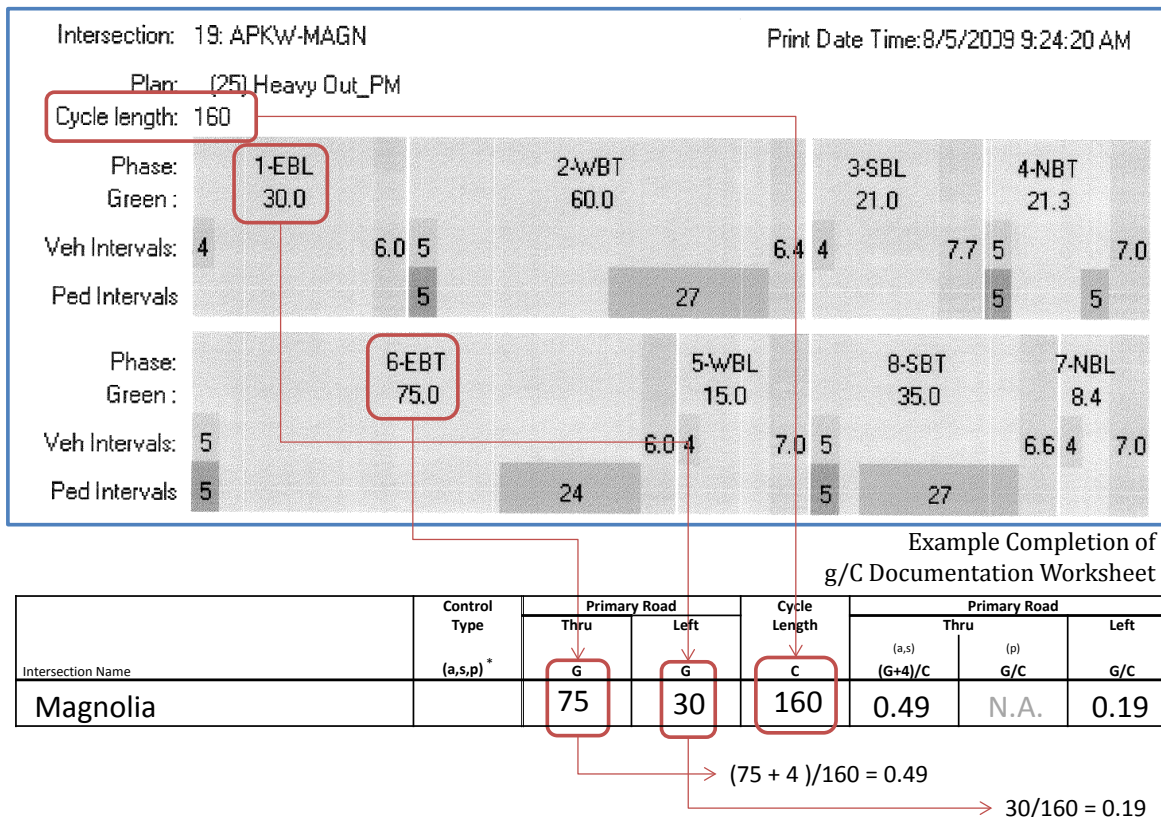 Intersection: 19: APKW-MAGN Print Date Time:8/5/2009 9:24:20 AM
Plan: (25) Heavy Out_PM
Cycle length: 160
Phase: 1-EBL 2-WBT 3-SBL 4-NBT
Green : 30.0 60.0 21.0 21.3
Veh Intervals: 4 6.0 5 6.4 4 7.7 5 7.0
Ped Intervals 5 27 5 5
Phase: 6-EBT 5-WBL 8-SBT 7-NBL
Green : 75.0 15.0 35.0 8.4
Veh Intervals: 5 6.0 4 7.0 5 6.6 4 7.0
Ped Intervals 5 24 5 27
Example Completion of
g/C Documentation Worksheet
Control Primary Road Cycle Primary Road
Type Thru Left Length Thru Left
(a,s) (p)
Intersection Name (a,s,p) * G G C (G+4)/C G/C G/C
Magnolia 75 30 160 0.49 N.A. 0.19
(75 + 4 )/160 = 0.49
30/160 = 0.19